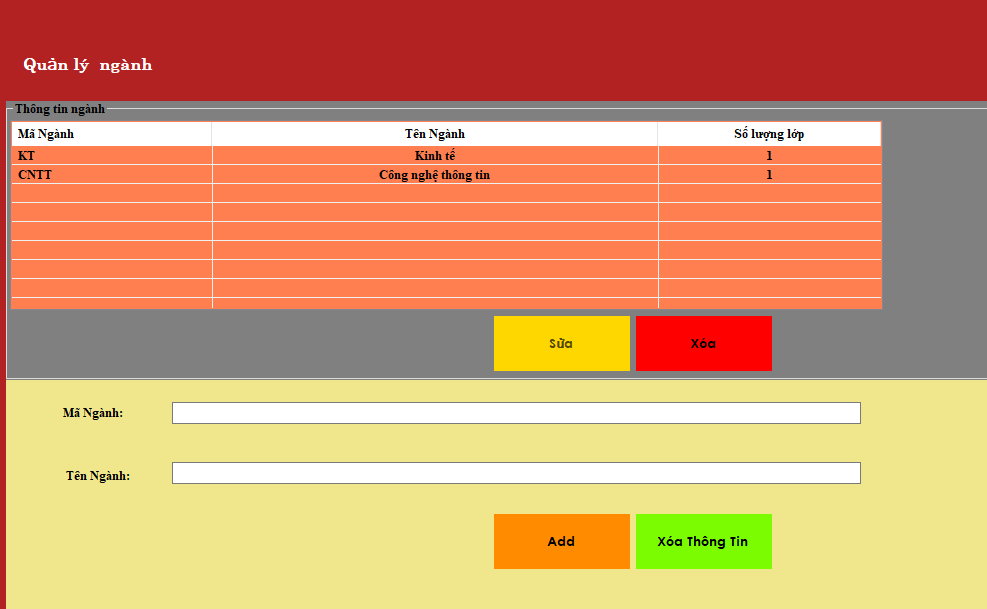 Quản lý ngành
Thông tin ngành
Mã Ngành Tên Ngành Số lượng lớp
KT Kinh tế 1
CNTT Công nghệ thông tin 1
Sửa Xóa
Mã Ngành:
Tên Ngành:
Add Xóa Thông Tin